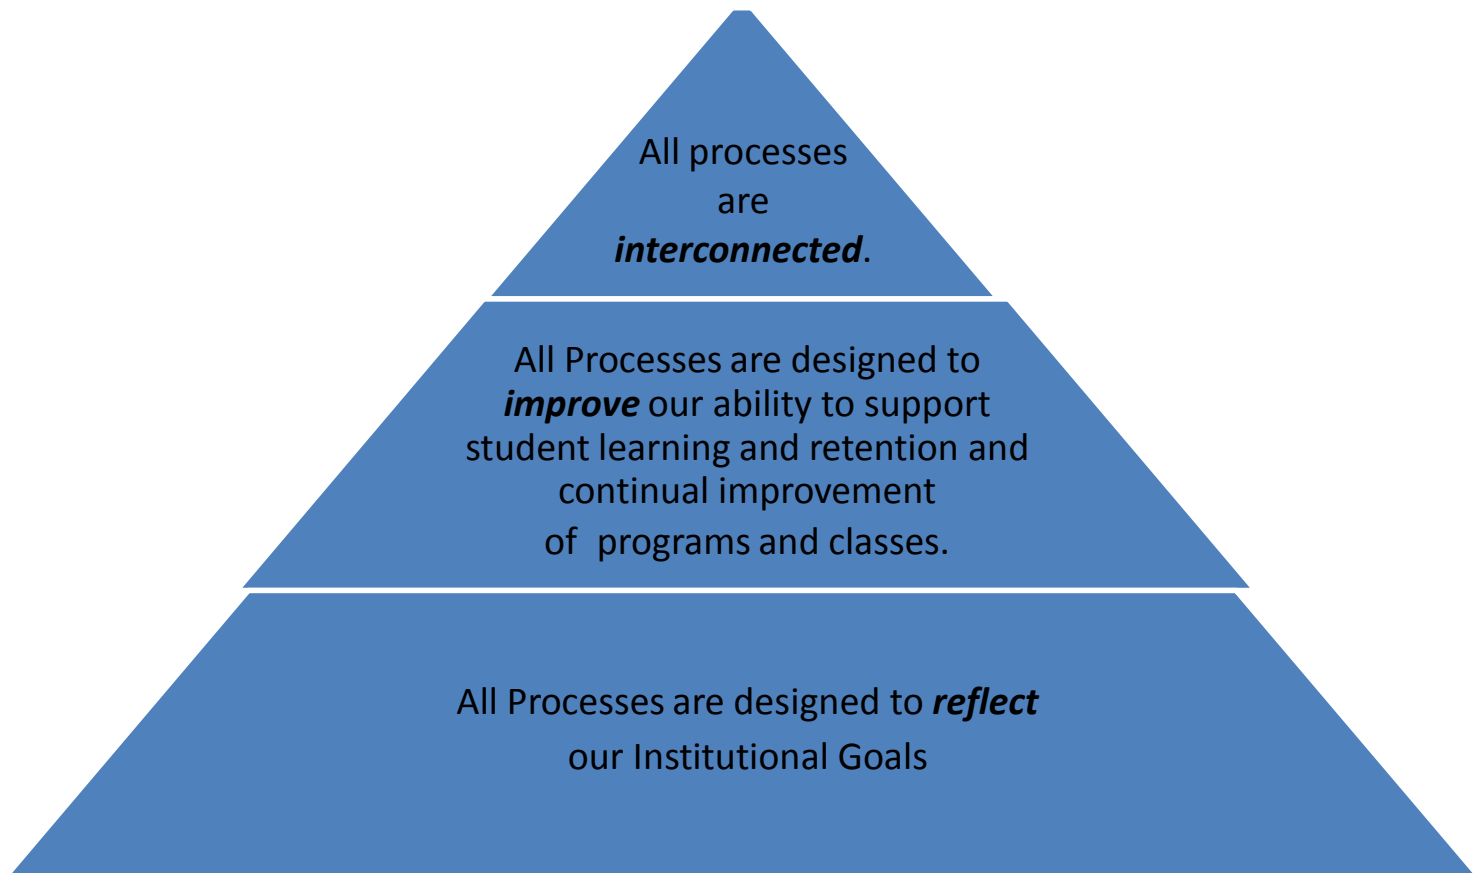 All processes
are
interconnected.
All Processes are designed to
improve our ability to support
student learning and retention and
continual improvement
of  programs and classes.
All Processes are designed to reflect
our Institutional Goals